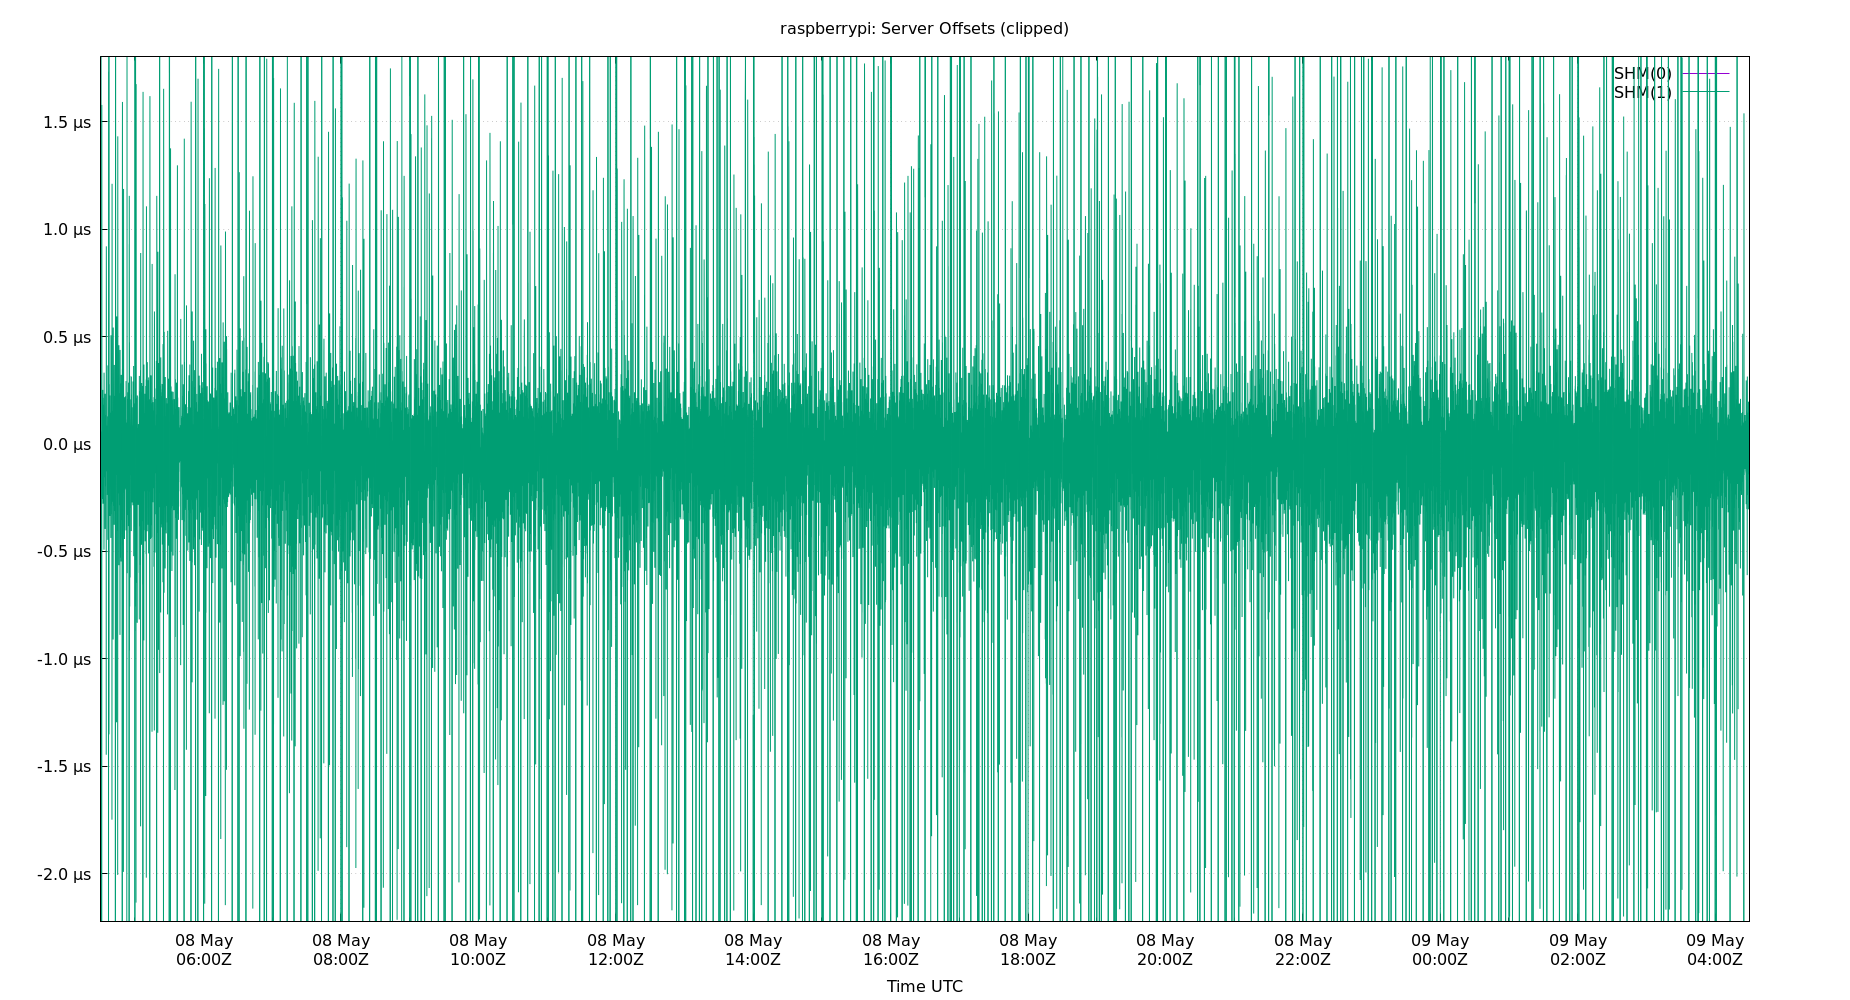 raspberrypi: Server Offsets (clipped)
SHM(0)
SHM(1)
1.5 µs
1.0 µs
0.5 µs
0.0 µs
-0.5 µs
-1.0 µs
-1.5 µs
-2.0 µs
08 May 08 May 08 May 08 May 08 May 08 May 08 May 08 May 08 May 09 May 09 May 09 May
06:00Z 08:00Z 10:00Z 12:00Z 14:00Z 16:00Z 18:00Z 20:00Z 22:00Z 00:00Z 02:00Z 04:00Z
Time UTC